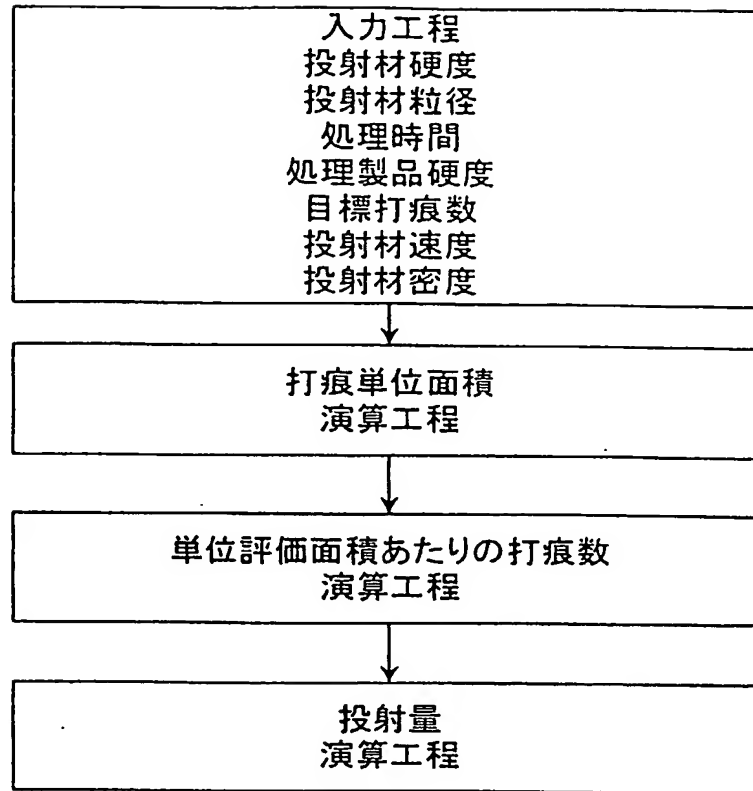 入力工程
投射材硬度
投射材粒径
処理時間
処理製品硬度
目標打痕数
投射材速度
投射材密度
打痕単位面積
演算工程
単位評価面積あたりの打痕数
演算工程
投射量
演算工程